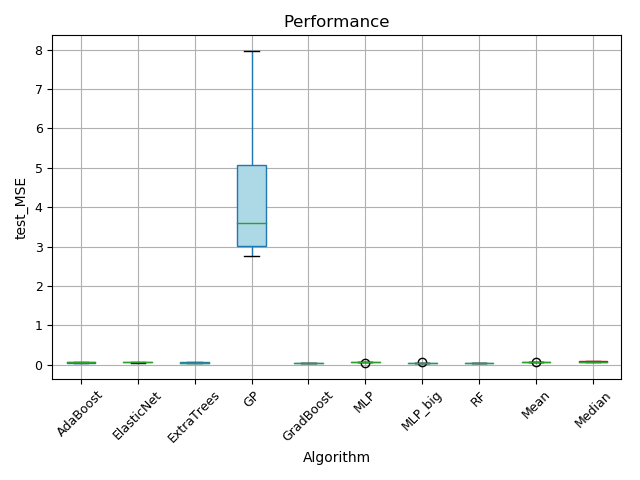 Performance
8
7
6
5
4
3
2
1
0
test_MSE
AdaBoost
ElasticNet
ExtraTrees
GP
GradBoost
MLP
MLP_big
RF
Mean
Median
Algorithm